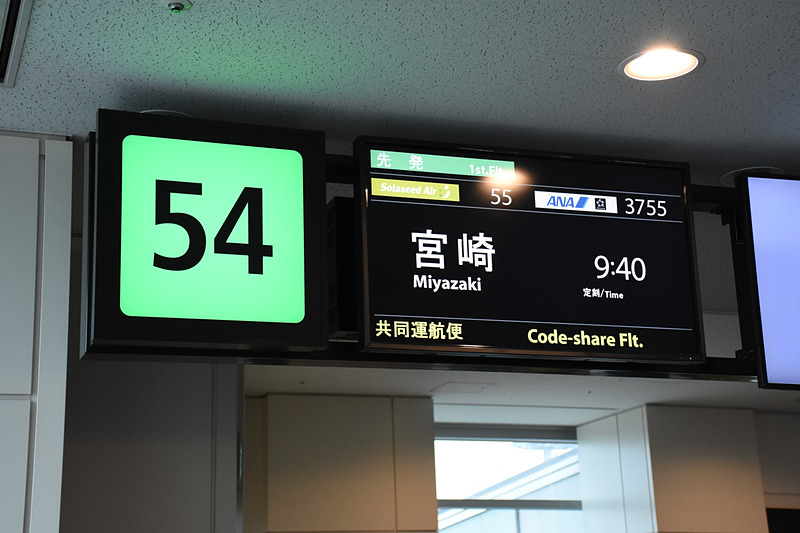 54
先発 1st.Flt.
Solaseed Air 55 ANA 3755
宮崎 9:40
Miyazaki 定刻/Time
共同運航便 Code-share Flt.